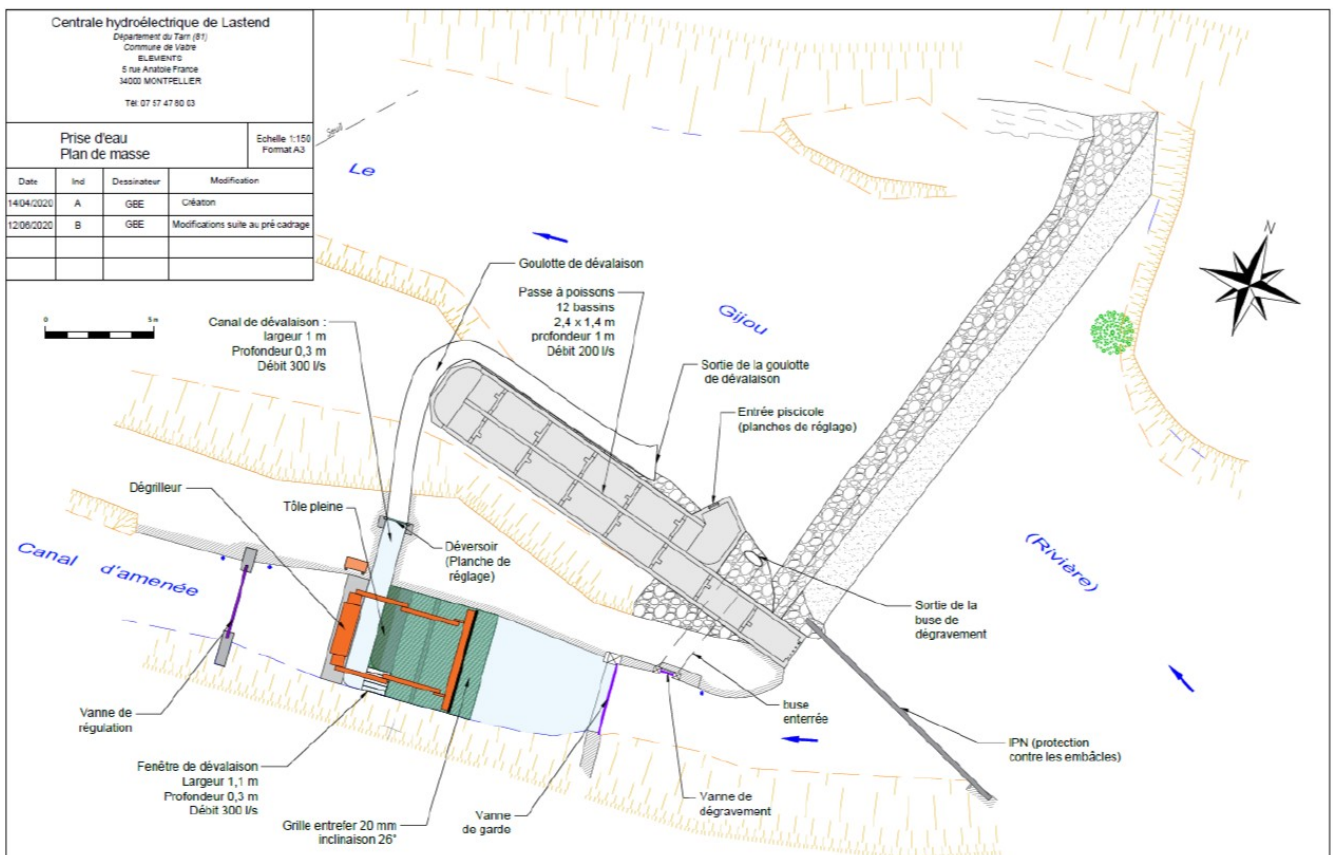 Centrale hydroélectrique de Lastend
Département du Tarn (81)
Commune de Vabre
ELEMENTS
5 rue Anatole France
34000 MONTPELLIER
Tél: 07 57 47 60 03
Prise d'eau
Plan de masse
Echelle 1:150
Format A3
Date Ind Dessinateur Modification
14/04/2020 A GBE Création
12/06/2020 B GBE Modifications suite au pré cadrage
Seuil
Le
N
0 5m
Goulotte de dévalaison
Passe à poissons
12 bassins
2,4 x 1,4 m
profondeur 1 m
Débit 200 l/s
Gijou
Canal de dévalaison :
largeur 1 m
Profondeur 0,3 m
Débit 300 l/s
Sortie de la goulotte
de dévalaison
Entrée piscicole
(planches de réglage)
Dégrilleur
Tôle pleine
Déversoir
(Planche de
réglage)
Canal d'amenée
(Rivière)
Sortie de la
buse de
dégravement
Vanne de
régulation
buse
enterrée
IPN (protection
contre les embâcles)
Fenêtre de dévalaison
Largeur 1,1 m
Profondeur 0,3 m
Débit 300 l/s
Vanne de
dégravement
Vanne
de garde
Grille entrefer 20 mm
inclinaison 26°